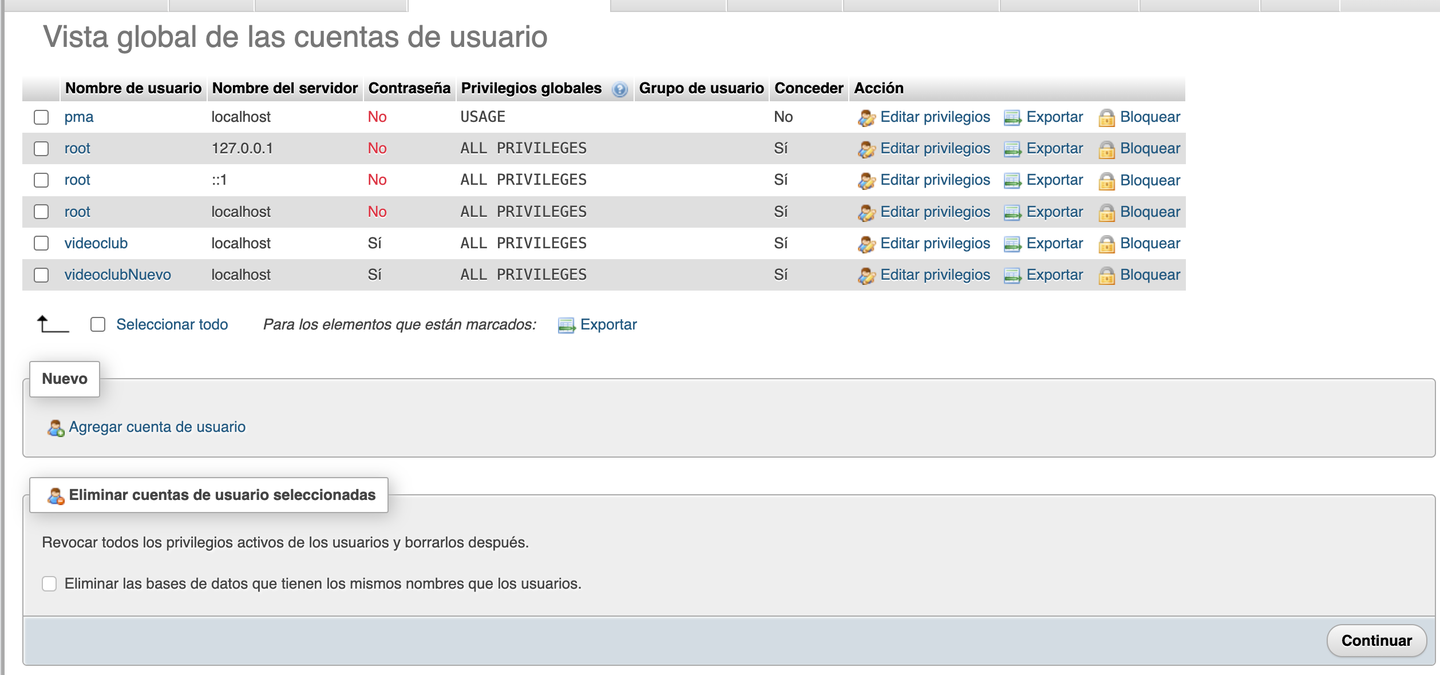 Vista global de las cuentas de usuario
Nombre de usuario Nombre del servidor Contraseña Privilegios globales Grupo de usuario Conceder Acción
pma localhost No USAGE No Editar privilegios Exportar Bloquear
root 127.0.0.1 No ALL PRIVILEGES Sí Editar privilegios Exportar Bloquear
root ::1 No ALL PRIVILEGES Sí Editar privilegios Exportar Bloquear
root localhost No ALL PRIVILEGES Sí Editar privilegios Exportar Bloquear
videoclub localhost Sí ALL PRIVILEGES Sí Editar privilegios Exportar Bloquear
videoclubNuevo localhost Sí ALL PRIVILEGES Sí Editar privilegios Exportar Bloquear
Seleccionar todo Para los elementos que están marcados: Exportar
Nuevo
Agregar cuenta de usuario
Eliminar cuentas de usuario seleccionadas
Revocar todos los privilegios activos de los usuarios y borrarlos después.
Eliminar las bases de datos que tienen los mismos nombres que los usuarios.
Continuar